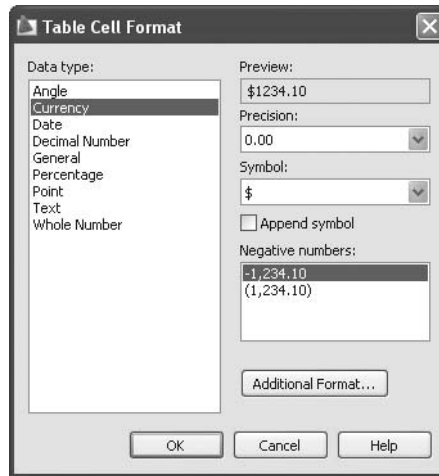 Table Cell Format
Data type:
Angle
Currency
Date
Decimal Number
General
Percentage
Point
Text
Whole Number
Preview:
$1234.10
Precision:
0.00
Symbol:
$
Append symbol
Negative numbers:
-1,234.10
(1,234.10)
Additional Format...
OK
Cancel
Help